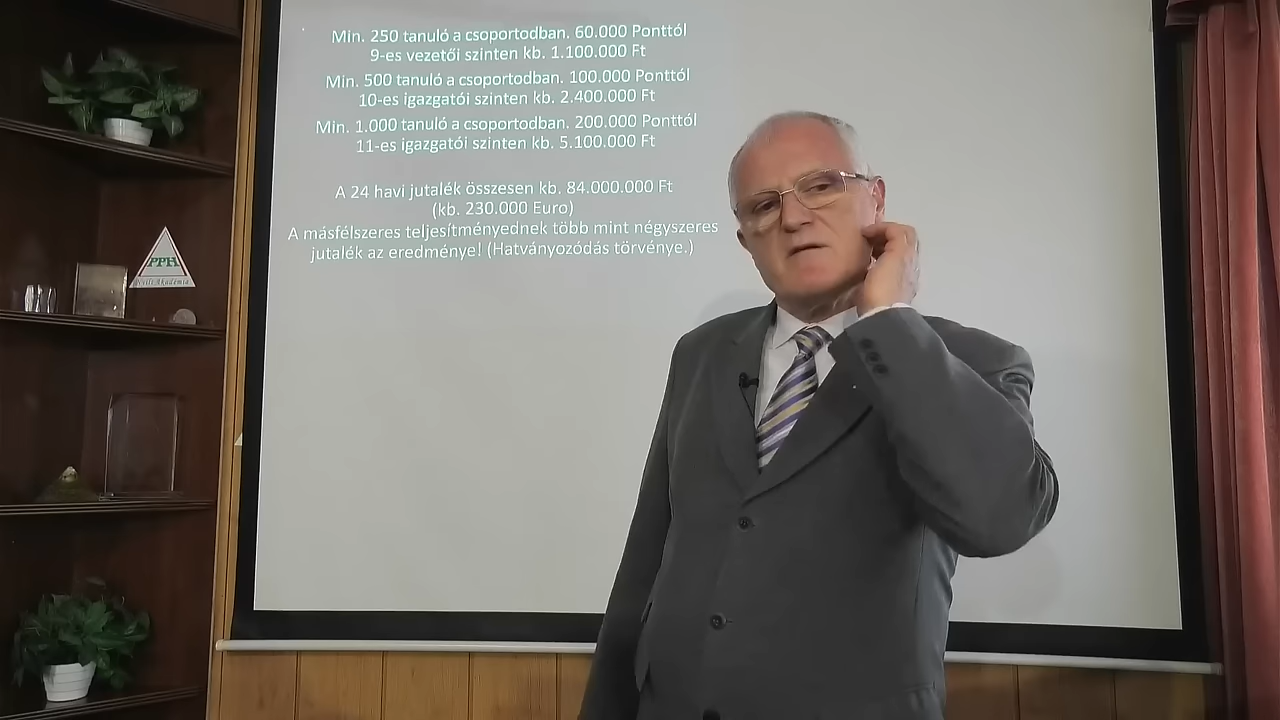 Min. 250 tanuló a csoportodban. 60.000 Ponttól
9-es vezetői szinten kb. 1.100.000 Ft
Min. 500 tanuló a csoportodban. 100.000 Ponttól
10-es igazgatói szinten kb. 2.400.000 Ft
Min. 1.000 tanuló a csoportodban. 200.000 Ponttól
11-es igazgatói szinten kb. 5.100.000 Ft
A 24 havi jutalék összesen kb. 84.000.000 Ft
(kb. 230.000 Euro)
A másfélszeres teljesítményednek több mint négyszeres
jutalék az eredménye! (Hatványozódás törvénye.)
PPH
Nyílt Akadémia